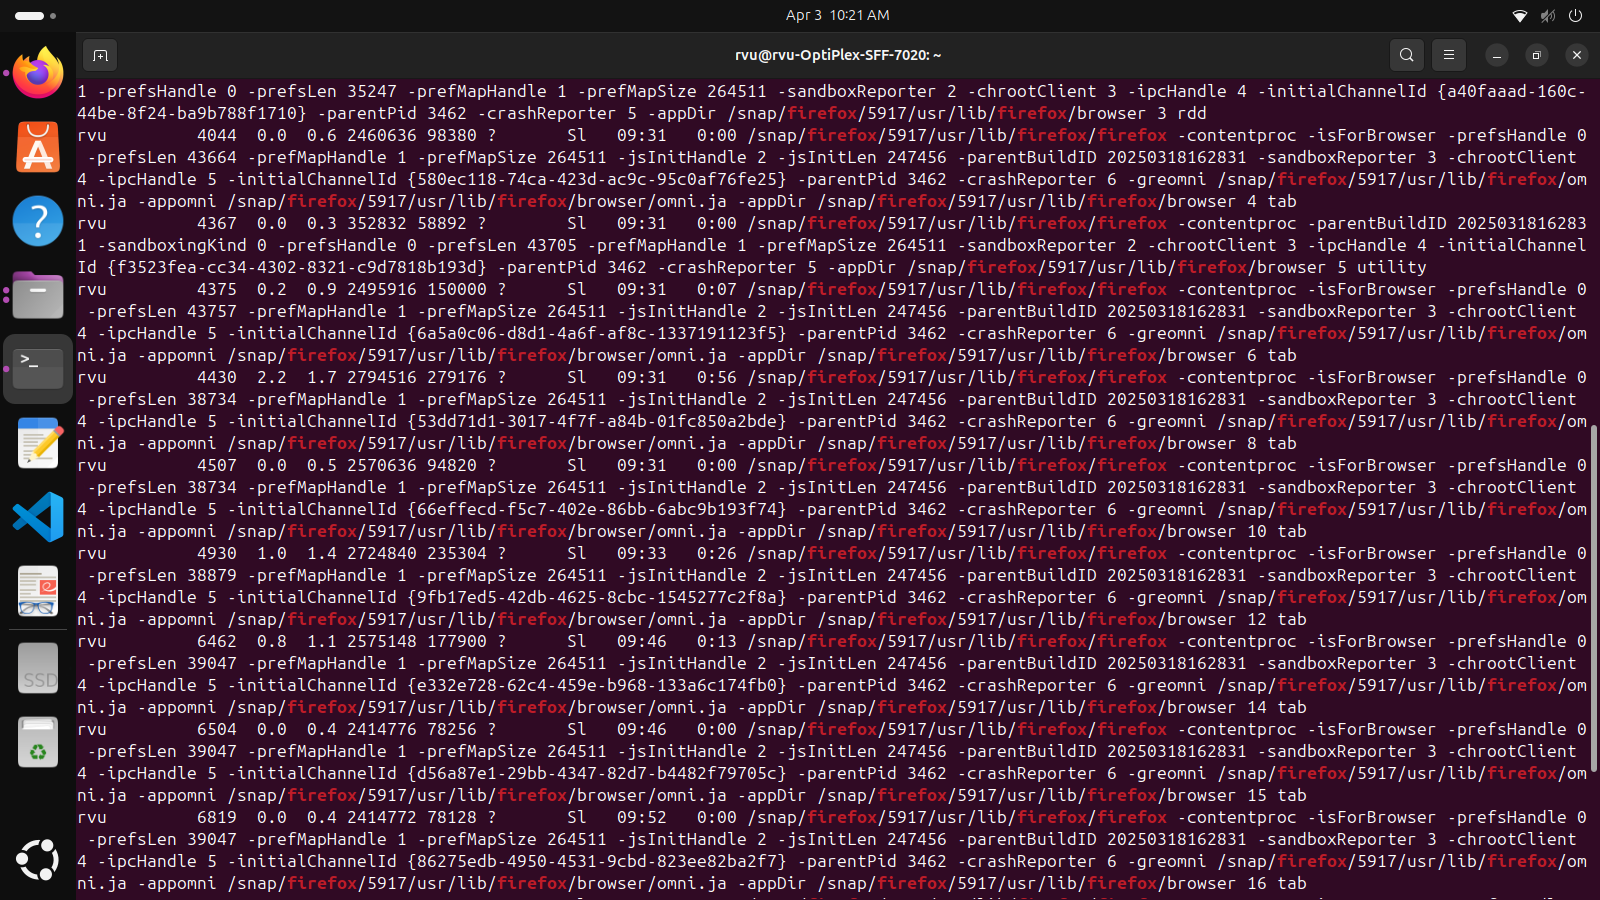 Apr 3 10:21 AM
rvu@rvu-OptiPlex-SFF-7020: ~
1 -prefsHandle 0 -prefsLen 35247 -prefMapHandle 1 -prefMapSize 264511 -sandboxReporter 2 -chrootClient 3 -ipcHandle 4 -initialChannelId {a40faaad-160c-
44be-8f24-ba9b788f1710} -parentPid 3462 -crashReporter 5 -appDir /snap/firefox/5917/usr/lib/firefox/browser 3 rdd
rvu         4044  0.0  0.6 2460636 98380 ?       Sl   09:31   0:00 /snap/firefox/5917/usr/lib/firefox/firefox -contentproc -isForBrowser -prefsHandle 0
 -prefsLen 43664 -prefMapHandle 1 -prefMapSize 264511 -jsInitHandle 2 -jsInitLen 247456 -parentBuildID 20250318162831 -sandboxReporter 3 -chrootClient
4 -ipcHandle 5 -initialChannelId {580ec118-74ca-423d-ac9c-95c0af76fe25} -parentPid 3462 -crashReporter 6 -greomni /snap/firefox/5917/usr/lib/firefox/om
ni.ja -appomni /snap/firefox/5917/usr/lib/firefox/browser/omni.ja -appDir /snap/firefox/5917/usr/lib/firefox/browser 4 tab
rvu         4367  0.0  0.3 352832 58892 ?        Sl   09:31   0:00 /snap/firefox/5917/usr/lib/firefox/firefox -contentproc -parentBuildID 2025031816283
1 -sandboxingKind 0 -prefsHandle 0 -prefsLen 43705 -prefMapHandle 1 -prefMapSize 264511 -sandboxReporter 2 -chrootClient 3 -ipcHandle 4 -initialChannel
Id {f3523fea-cc34-4302-8321-c9d7818b193d} -parentPid 3462 -crashReporter 5 -appDir /snap/firefox/5917/usr/lib/firefox/browser 5 utility
rvu         4375  0.2  0.9 2495916 150000 ?      Sl   09:31   0:07 /snap/firefox/5917/usr/lib/firefox/firefox -contentproc -isForBrowser -prefsHandle 0
 -prefsLen 43757 -prefMapHandle 1 -prefMapSize 264511 -jsInitHandle 2 -jsInitLen 247456 -parentBuildID 20250318162831 -sandboxReporter 3 -chrootClient
4 -ipcHandle 5 -initialChannelId {6a5a0c06-d8d1-4a6f-af8c-1337191123f5} -parentPid 3462 -crashReporter 6 -greomni /snap/firefox/5917/usr/lib/firefox/om
ni.ja -appomni /snap/firefox/5917/usr/lib/firefox/browser/omni.ja -appDir /snap/firefox/5917/usr/lib/firefox/browser 6 tab
rvu         4430  2.2  1.7 2794516 279176 ?      Sl   09:31   0:56 /snap/firefox/5917/usr/lib/firefox/firefox -contentproc -isForBrowser -prefsHandle 0
 -prefsLen 38734 -prefMapHandle 1 -prefMapSize 264511 -jsInitHandle 2 -jsInitLen 247456 -parentBuildID 20250318162831 -sandboxReporter 3 -chrootClient
4 -ipcHandle 5 -initialChannelId {53dd71d1-3017-4f7f-a84b-01fc850a2bde} -parentPid 3462 -crashReporter 6 -greomni /snap/firefox/5917/usr/lib/firefox/om
ni.ja -appomni /snap/firefox/5917/usr/lib/firefox/browser/omni.ja -appDir /snap/firefox/5917/usr/lib/firefox/browser 8 tab
rvu         4507  0.0  0.5 2570636 94820 ?       Sl   09:31   0:00 /snap/firefox/5917/usr/lib/firefox/firefox -contentproc -isForBrowser -prefsHandle 0
 -prefsLen 38734 -prefMapHandle 1 -prefMapSize 264511 -jsInitHandle 2 -jsInitLen 247456 -parentBuildID 20250318162831 -sandboxReporter 3 -chrootClient
4 -ipcHandle 5 -initialChannelId {66effecd-f5c7-402e-86bb-6abc9b193f74} -parentPid 3462 -crashReporter 6 -greomni /snap/firefox/5917/usr/lib/firefox/om
ni.ja -appomni /snap/firefox/5917/usr/lib/firefox/browser/omni.ja -appDir /snap/firefox/5917/usr/lib/firefox/browser 10 tab
rvu         4930  1.0  1.4 2724840 235304 ?      Sl   09:33   0:26 /snap/firefox/5917/usr/lib/firefox/firefox -contentproc -isForBrowser -prefsHandle 0
 -prefsLen 38879 -prefMapHandle 1 -prefMapSize 264511 -jsInitHandle 2 -jsInitLen 247456 -parentBuildID 20250318162831 -sandboxReporter 3 -chrootClient
4 -ipcHandle 5 -initialChannelId {9fb17ed5-42db-4625-8cbc-1545277c2f8a} -parentPid 3462 -crashReporter 6 -greomni /snap/firefox/5917/usr/lib/firefox/om
ni.ja -appomni /snap/firefox/5917/usr/lib/firefox/browser/omni.ja -appDir /snap/firefox/5917/usr/lib/firefox/browser 12 tab
rvu         6462  0.8  1.1 2575148 177900 ?      Sl   09:46   0:13 /snap/firefox/5917/usr/lib/firefox/firefox -contentproc -isForBrowser -prefsHandle 0
 -prefsLen 39047 -prefMapHandle 1 -prefMapSize 264511 -jsInitHandle 2 -jsInitLen 247456 -parentBuildID 20250318162831 -sandboxReporter 3 -chrootClient
4 -ipcHandle 5 -initialChannelId {e332e728-62c4-459e-b968-133a6c174fb0} -parentPid 3462 -crashReporter 6 -greomni /snap/firefox/5917/usr/lib/firefox/om
ni.ja -appomni /snap/firefox/5917/usr/lib/firefox/browser/omni.ja -appDir /snap/firefox/5917/usr/lib/firefox/browser 14 tab
rvu         6504  0.0  0.4 2414776 78256 ?       Sl   09:46   0:00 /snap/firefox/5917/usr/lib/firefox/firefox -contentproc -isForBrowser -prefsHandle 0
 -prefsLen 39047 -prefMapHandle 1 -prefMapSize 264511 -jsInitHandle 2 -jsInitLen 247456 -parentBuildID 20250318162831 -sandboxReporter 3 -chrootClient
4 -ipcHandle 5 -initialChannelId {d56a87e1-29bb-4347-82d7-b4482f79705c} -parentPid 3462 -crashReporter 6 -greomni /snap/firefox/5917/usr/lib/firefox/om
ni.ja -appomni /snap/firefox/5917/usr/lib/firefox/browser/omni.ja -appDir /snap/firefox/5917/usr/lib/firefox/browser 15 tab
rvu         6819  0.0  0.4 2414772 78128 ?       Sl   09:52   0:00 /snap/firefox/5917/usr/lib/firefox/firefox -contentproc -isForBrowser -prefsHandle 0
 -prefsLen 39047 -prefMapHandle 1 -prefMapSize 264511 -jsInitHandle 2 -jsInitLen 247456 -parentBuildID 20250318162831 -sandboxReporter 3 -chrootClient
4 -ipcHandle 5 -initialChannelId {86275edb-4950-4531-9cbd-823ee82ba2f7} -parentPid 3462 -crashReporter 6 -greomni /snap/firefox/5917/usr/lib/firefox/om
ni.ja -appomni /snap/firefox/5917/usr/lib/firefox/browser/omni.ja -appDir /snap/firefox/5917/usr/lib/firefox/browser 16 tab
SSD